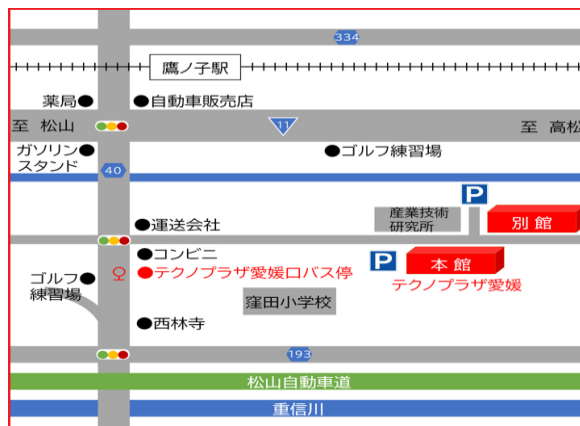 334
鷹ノ子駅
薬局
自動車販売店
至 松山
11
至 高松
ガソリン
スタンド
ゴルフ練習場
40
P
運送会社
産業技術
研究所
別館
コンビニ
P
本館
テクノプラザ愛媛口バス停
テクノプラザ愛媛
ゴルフ
練習場
窪田小学校
西林寺
193
松山自動車道
重信川